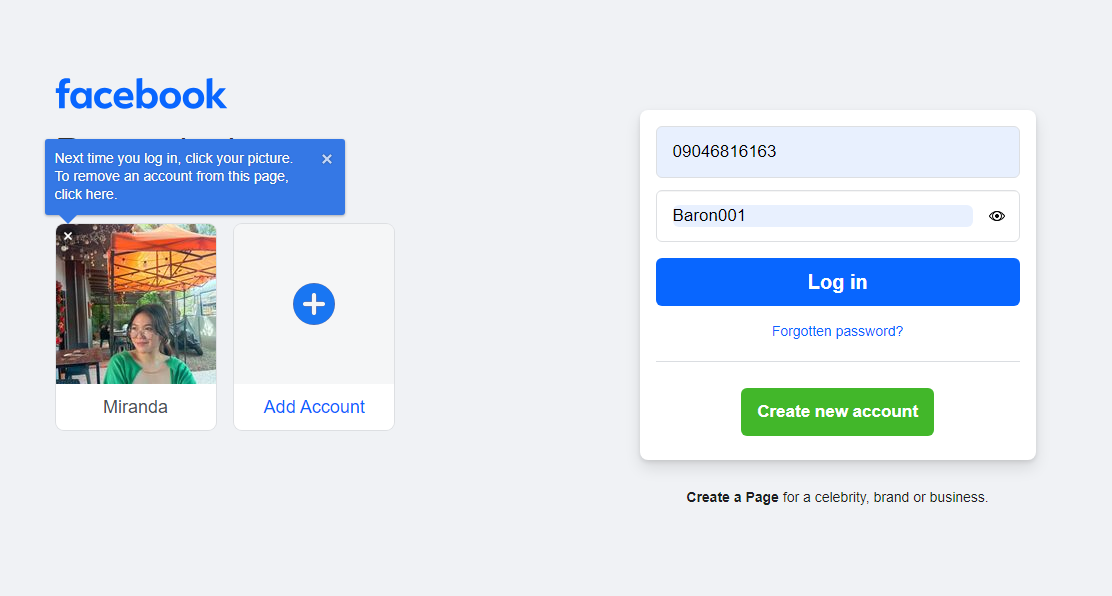 facebook
Next time you log in, click your picture.
To remove an account from this page,
click here.
Miranda
Add Account
09046816163
Baron001
Log in
Forgotten password?
Create new account
Create a Page for a celebrity, brand or business.